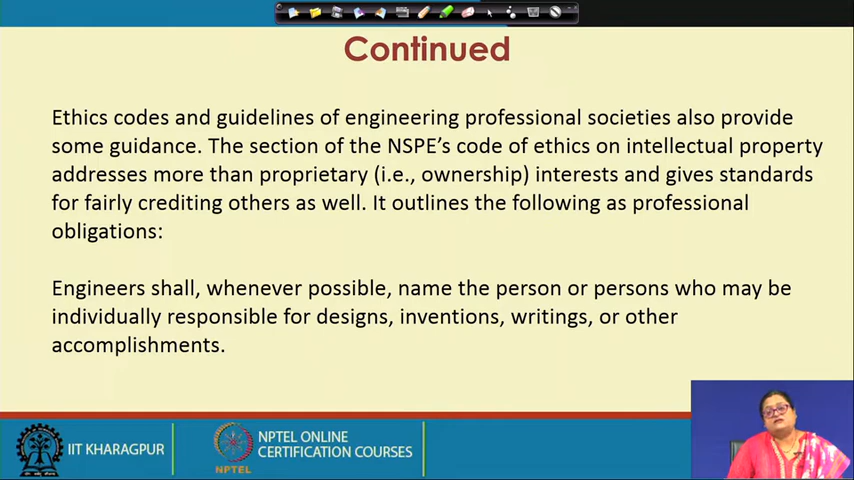 Continued
Ethics codes and guidelines of engineering professional societies also provide
some guidance. The section of the NSPE’s code of ethics on intellectual property
addresses more than proprietary (i.e., ownership) interests and gives standards
for fairly crediting others as well. It outlines the following as professional
obligations:
Engineers shall, whenever possible, name the person or persons who may be
individually responsible for designs, inventions, writings, or other
accomplishments.
IIT KHARAGPUR
NPTEL
NPTEL ONLINE
CERTIFICATION COURSES